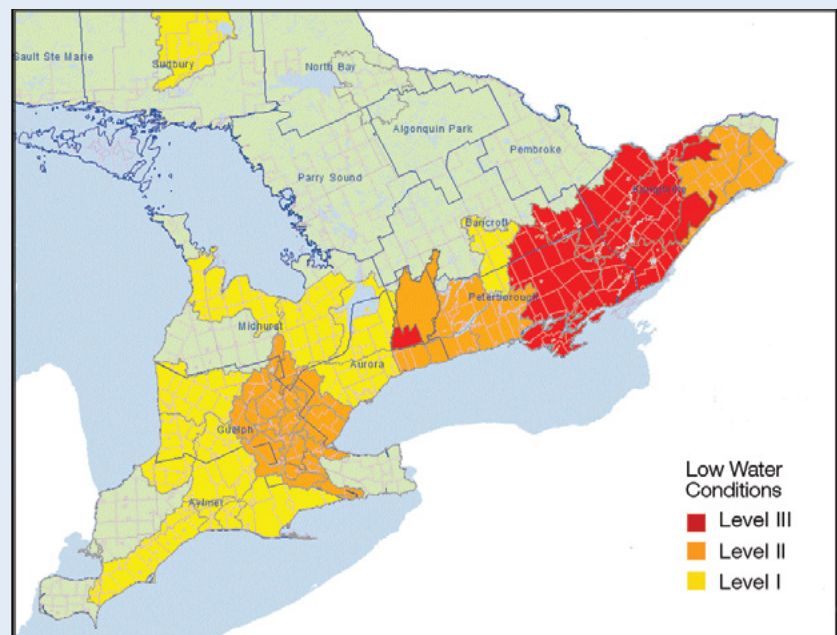 Sault Ste Marie
Sudbury
North Bay
Algonquin Park
Pembroke
Parry Sound
Kemptville
Bancroft
Peterborough
Midhurst
Aurora
Guelph
Aylmer
Low Water
Conditions
Level III
Level II
Level I